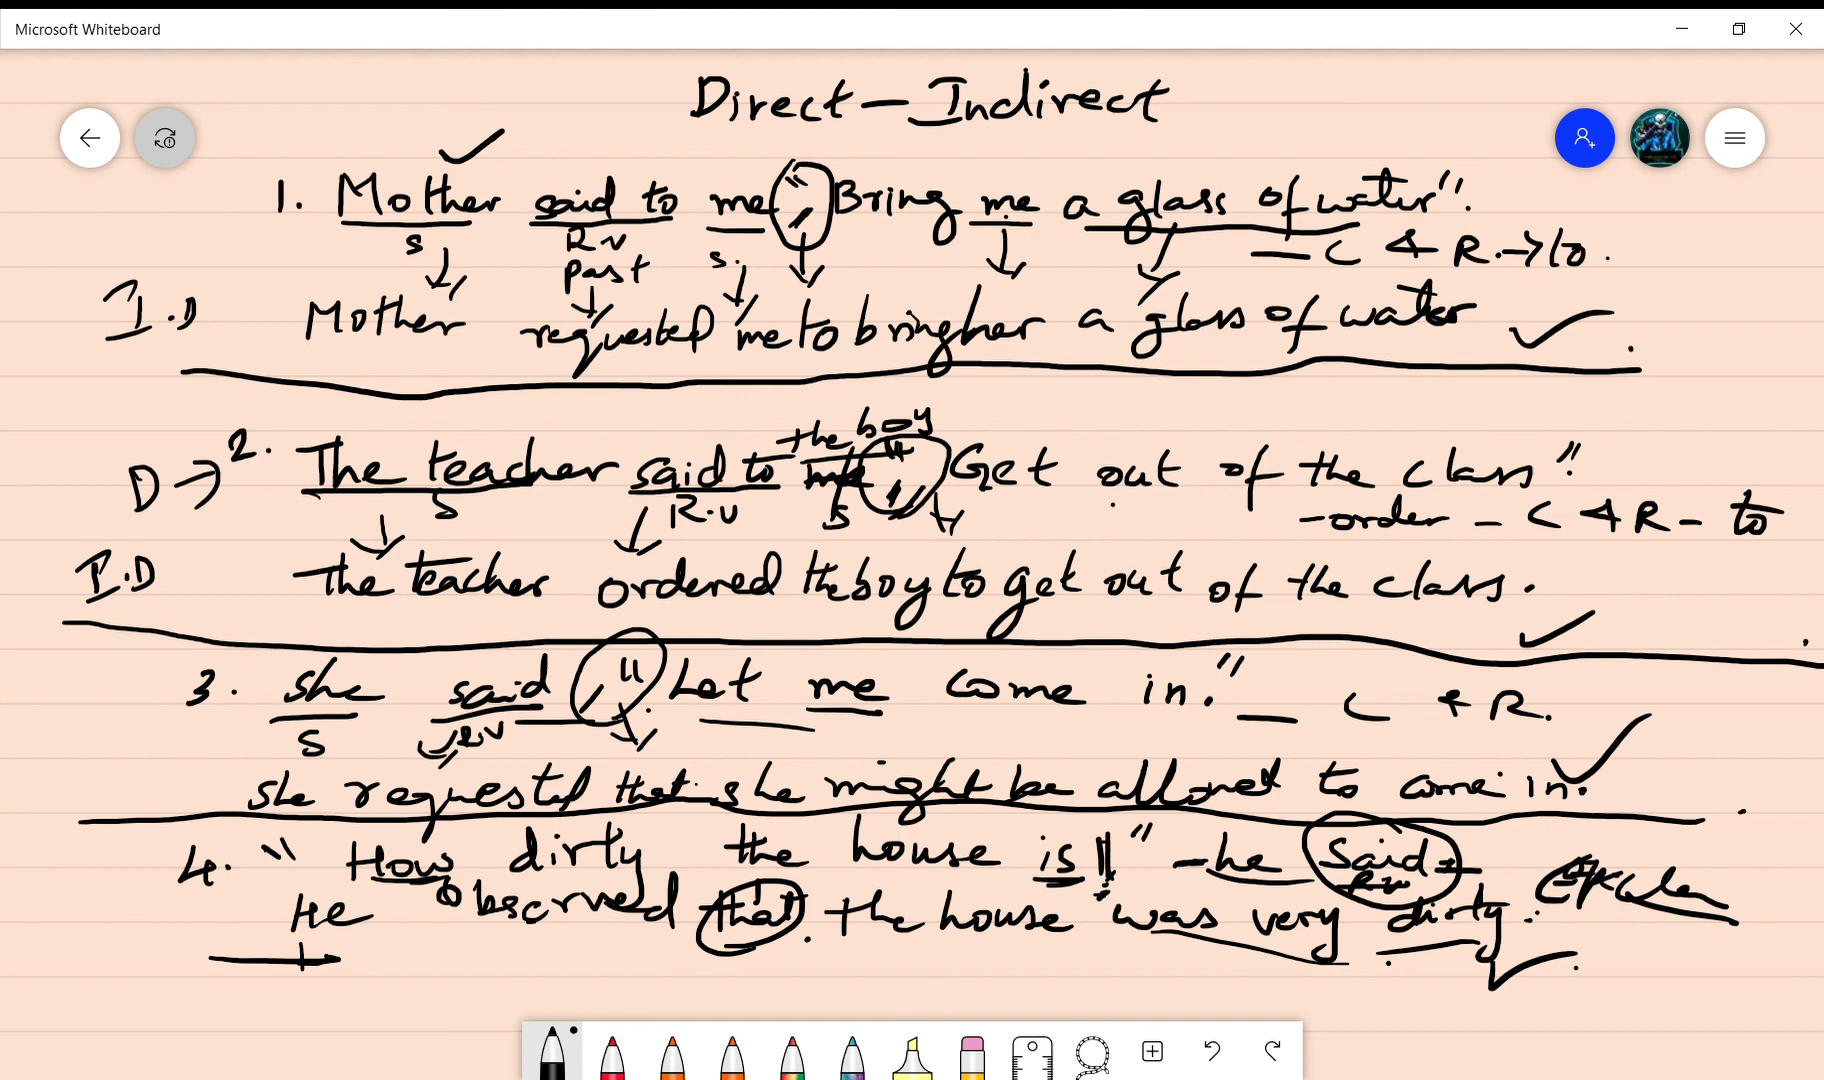 Microsoft Whiteboard
Direct – Indirect
1. Mother said to me, "Bring me a glass of water".
S R.V S. — C & R. → to.
past
I.D Mother requested me to bring her a glass of water.
the boy
D → 2. The teacher said to me, "Get out of the class".
S R.V S – order – C & R – to
I.D The teacher ordered the boy to get out of the class.
3. she said, "Let me come in." — C & R.
S RV
she requested that she might be allowed to come in.
4. "How dirty the house is!" – he said
RV
He observed that the house was very dirty.